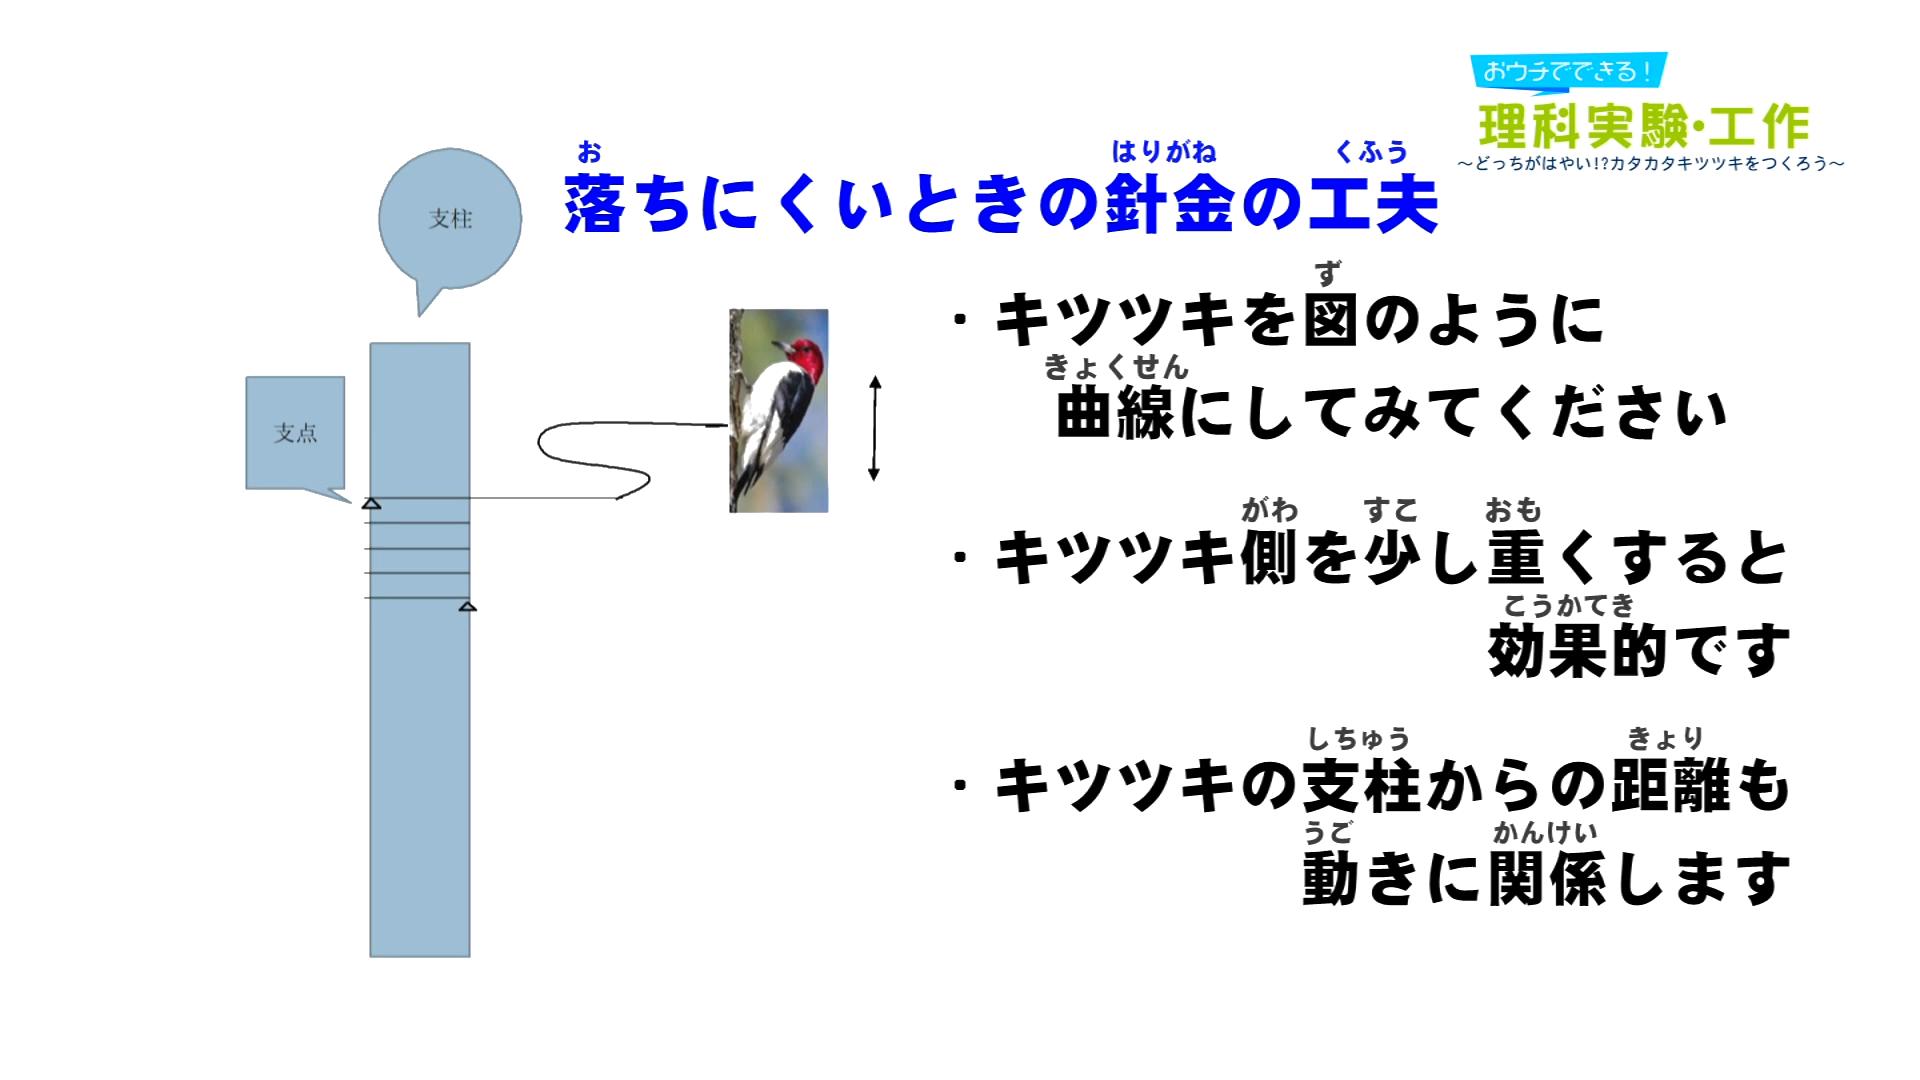 おウチでできる!
理科実験・工作
～どっちがはやい!?カタカタキツツキをつくろう～
お はりがね くふう
落ちにくいときの針金の工夫
支柱
支点
ず
・キツツキを図のように
きょくせん
曲線にしてみてください
がわ すこ おも
・キツツキ側を少し重くすると
こうかてき
効果的です
しちゅう きょり
・キツツキの支柱からの距離も
うご かんけい
動きに関係します